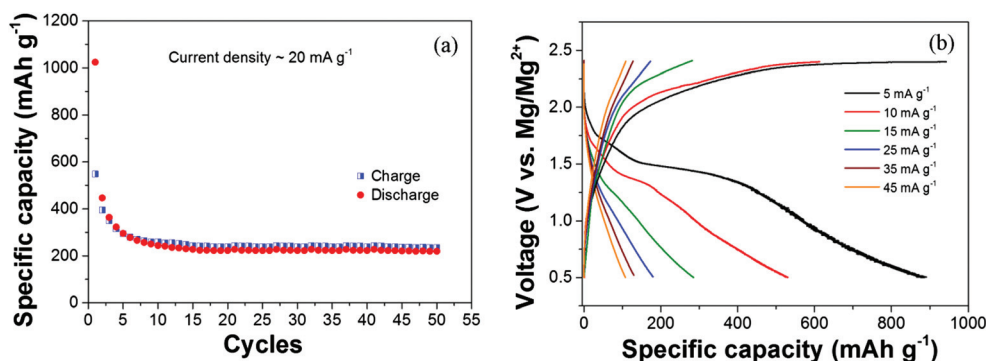 (a)
Current density ~ 20 mA g⁻¹
Charge
Discharge
Specific capacity (mAh g⁻¹)
1200
1000
800
600
400
200
0
0 5 10 15 20 25 30 35 40 45 50 55
Cycles
(b)
5 mA g⁻¹
10 mA g⁻¹
15 mA g⁻¹
25 mA g⁻¹
35 mA g⁻¹
45 mA g⁻¹
Voltage (V vs. Mg/Mg²⁺)
2.5
2.0
1.5
1.0
0.5
0 200 400 600 800 1000
Specific capacity (mAh g⁻¹)